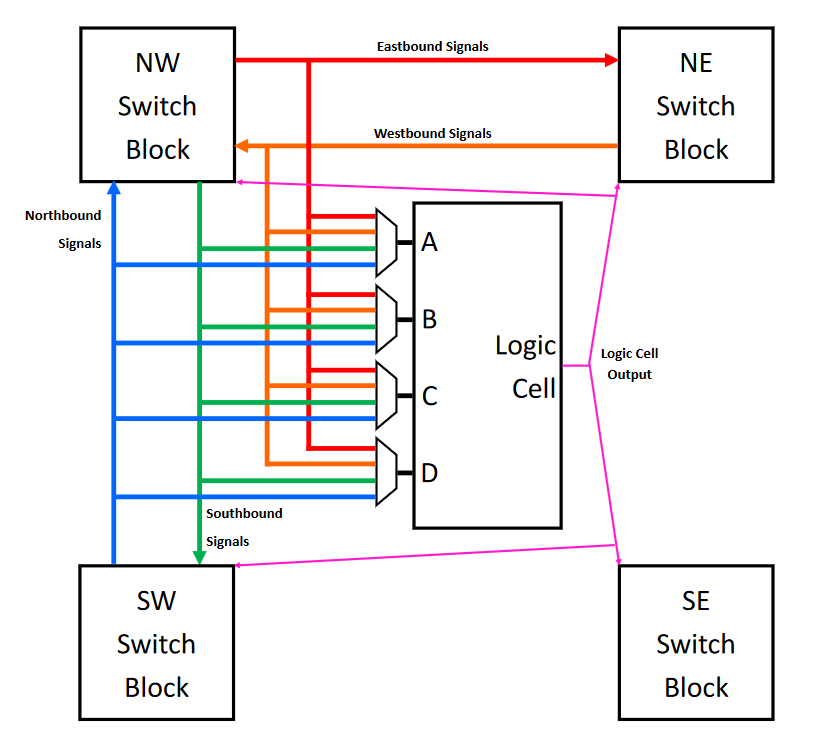 NW
Switch
Block
Eastbound Signals
NE
Switch
Block
Westbound Signals
Northbound
Signals
A
B
C
D
Logic
Cell
Logic Cell
Output
Southbound
Signals
SW
Switch
Block
SE
Switch
Block